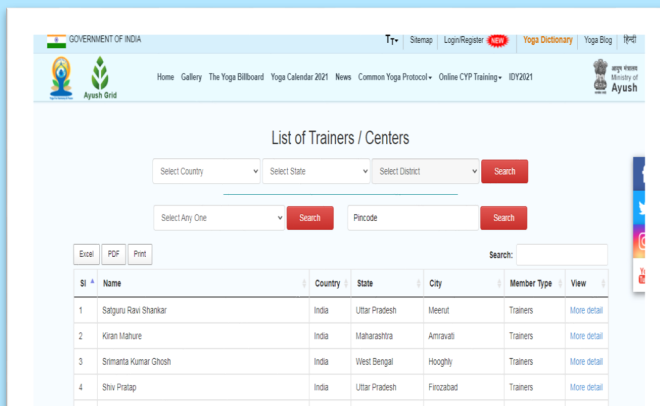 GOVERNMENT OF INDIA
TT Sitemap Login/Register NEW Yoga Dictionary Yoga Blog हिन्दी
Home Gallery The Yoga Billboard Yoga Calendar 2021 News Common Yoga Protocol Online CYP Training IDY2021
Ayush Grid
आयुष मंत्रालय
Ministry of
Ayush
List of Trainers / Centers
Select Country Select State Select District Search
Select Any One Search Pincode Search
Excel PDF Print Search:
Sl Name Country State City Member Type View
1 Satguru Ravi Shankar India Uttar Pradesh Meerut Trainers More detail
2 Kiran Mahure India Maharashtra Amravati Trainers More detail
3 Srimanta Kumar Ghosh India West Bengal Hooghly Trainers More detail
4 Shiv Pratap India Uttar Pradesh Firozabad Trainers More detail